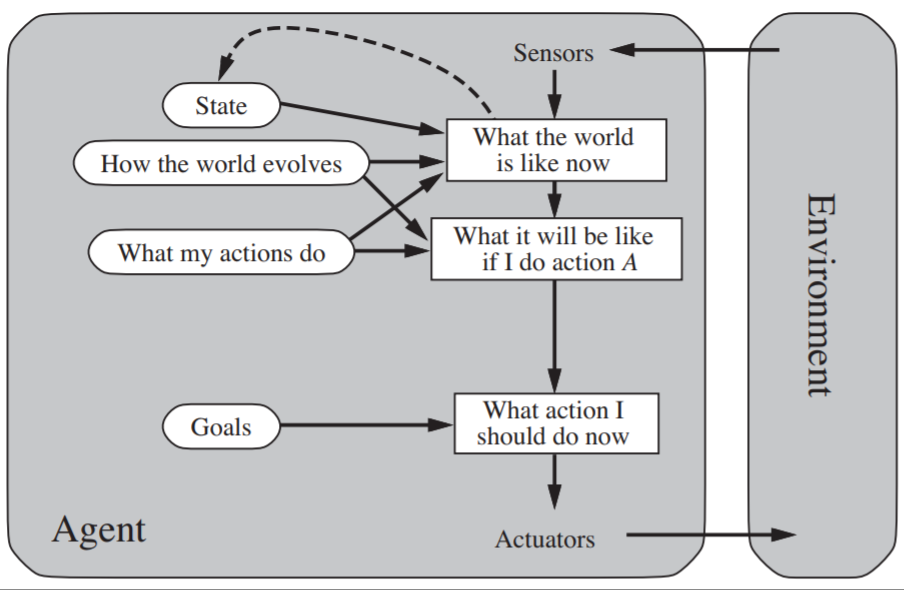 Sensors
State
What the world
is like now
How the world evolves
What it will be like
if I do action A
What my actions do
Environment
What action I
should do now
Goals
Agent
Actuators